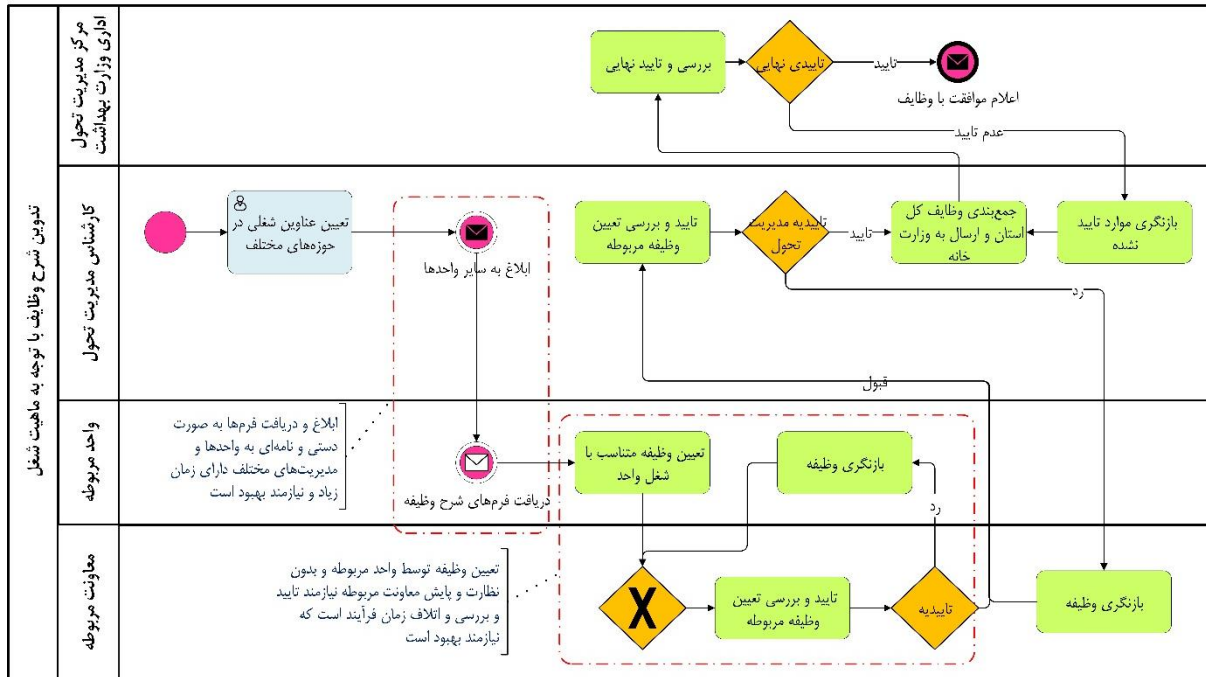 تدوین شرح وظایف با توجه به ماهیت شغل
مرکز مدیریت تحول
اداری وزارت بهداشت
بررسی و تایید نهایی
تاییدی نهایی
تایید
اعلام موافقت با وظایف
عدم تایید
کارشناس مدیریت تحول
تعیین عناوین شغلی در
حوزه‌های مختلف
ابلاغ به سایر واحدها
تایید و بررسی تعیین
وظیفه مربوطه
تاییدیه مدیریت
تحول
تایید
جمع‌بندی وظایف کل
استان و ارسال به وزارت
خانه
بازنگری موارد تایید
نشده
رد
قبول
واحد مربوطه
ابلاغ و دریافت فرم‌ها به صورت
دستی و نامه‌ای به واحدها و
مدیریت‌های مختلف دارای زمان
زیاد و نیازمند بهبود است
دریافت فرم‌های شرح وظیفه
تعیین وظیفه متناسب با
شغل واحد
بازنگری وظیفه
رد
معاونت مربوطه
تعیین وظیفه توسط واحد مربوطه و بدون
نظارت و پایش معاونت مربوطه نیازمند تایید
و بررسی و اتلاف زمان فرآیند است که
نیازمند بهبود است
X
تایید و بررسی تعیین
وظیفه مربوطه
تاییدیه
بازنگری وظیفه